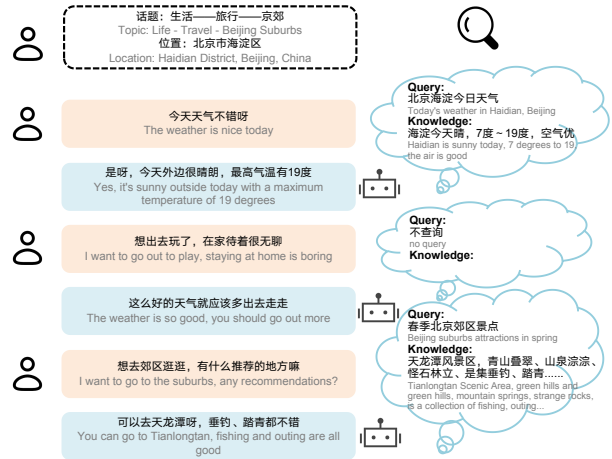 话题：生活——旅行——京郊
Topic: Life - Travel - Beijing Suburbs
位置：北京市海淀区
Location: Haidian District, Beijing, China
今天天气不错呀
The weather is nice today
是呀，今天外边很晴朗，最高气温有19度
Yes, it's sunny outside today with a maximum
temperature of 19 degrees
想出去玩了，在家待着很无聊
I want to go out to play, staying at home is boring
这么好的天气就应该多出去走走
The weather is so good, you should go out more
想去郊区逛逛，有什么推荐的地方嘛
I want to go to the suburbs, any recommendations?
可以去天龙潭呀，垂钓、踏青都不错
You can go to Tianlongtan, fishing and outing are all
good
Query:
北京海淀今日天气
Today's weather in Haidian, Beijing
Knowledge:
海淀今天晴，7度～19度，空气优
Haidian is sunny today, 7 degrees to 19
the air is good
Query:
不查询
no query
Knowledge:
Query:
春季北京郊区景点
Beijing suburbs attractions in spring
Knowledge:
天龙潭风景区，青山叠翠、山泉淙淙、
怪石林立、是集垂钓、踏青......
Tianlongtan Scenic Area, green hills and
green hills, mountain springs, strange rocks,
is a collection of fishing, outing...